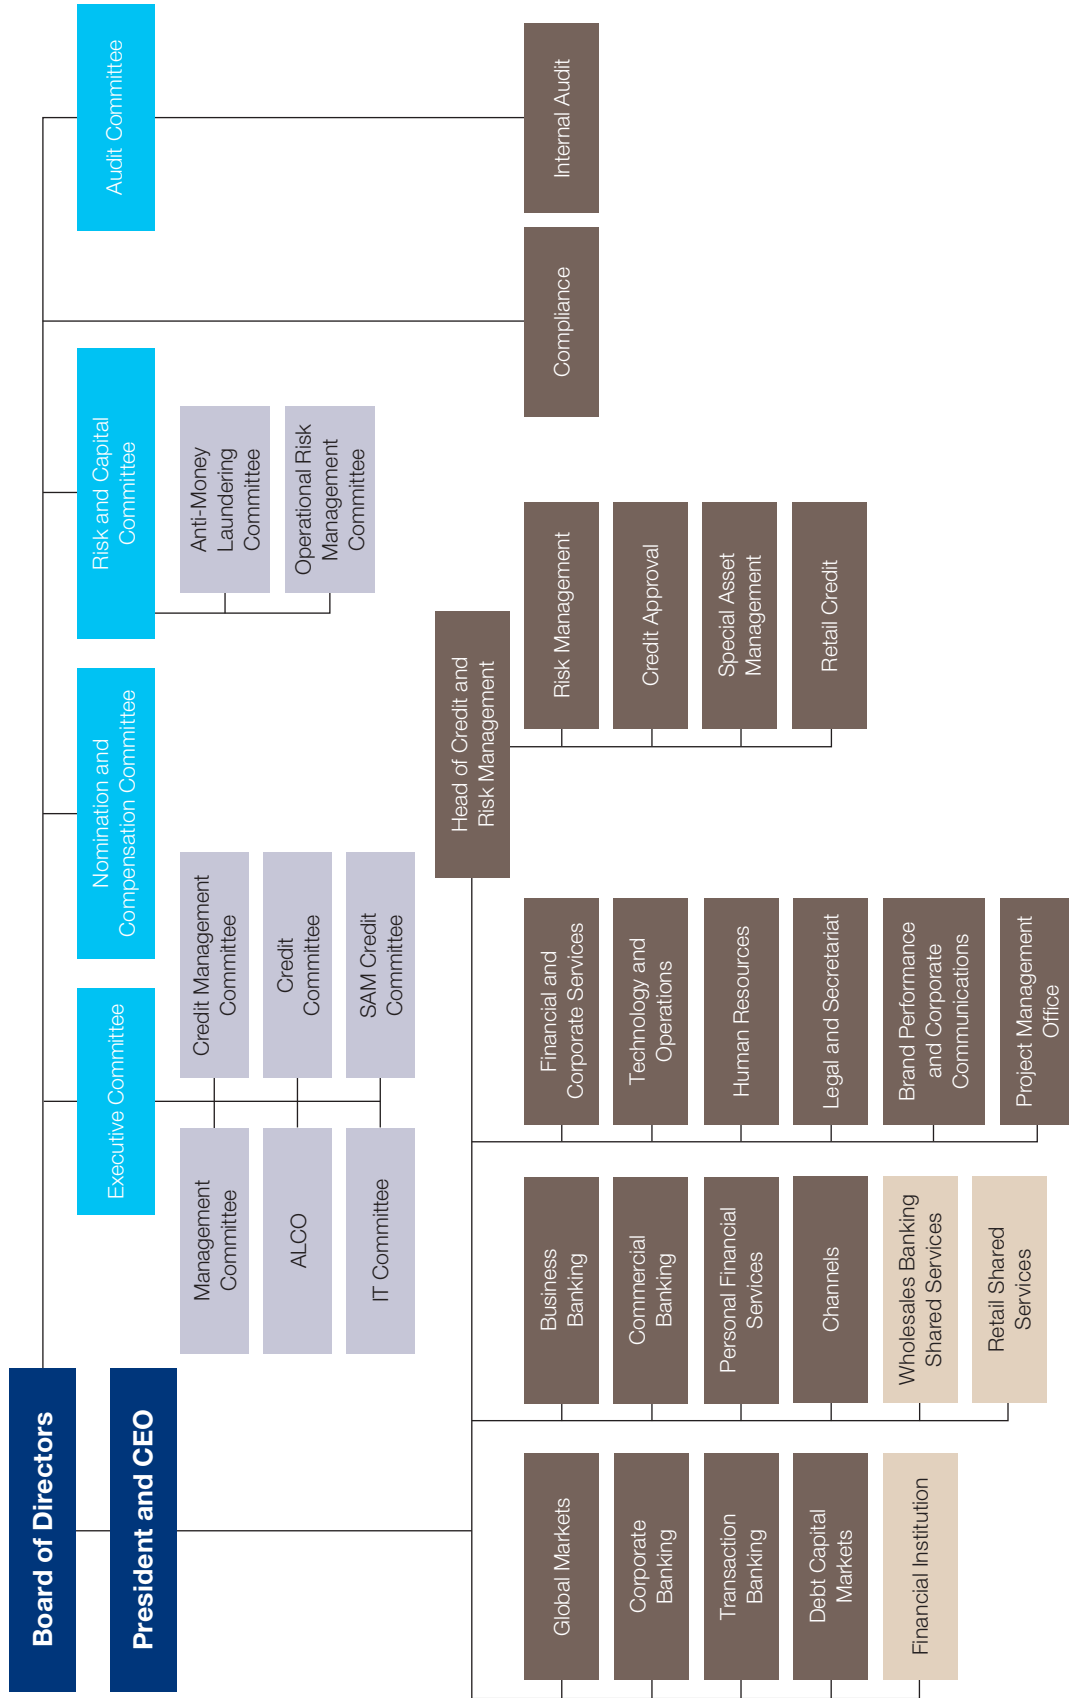 Board of Directors
President and CEO
Executive Committee
Nomination and
Compensation Committee
Risk and Capital
Committee
Audit Committee
Management
Committee
Credit Management
Committee
ALCO
Credit
Committee
IT Committee
SAM Credit
Committee
Anti-Money
Laundering
Committee
Operational Risk
Management
Committee
Head of Credit and
Risk Management
Global Markets
Corporate
Banking
Transaction
Banking
Debt Capital
Markets
Financial Institution
Business
Banking
Commercial
Banking
Personal Financial
Services
Channels
Wholesales Banking
Shared Services
Retail Shared
Services
Financial and
Corporate Services
Technology and
Operations
Human Resources
Legal and Secretariat
Brand Performance
and Corporate
Communications
Project Management
Office
Risk Management
Credit Approval
Special Asset
Management
Retail Credit
Compliance
Internal Audit